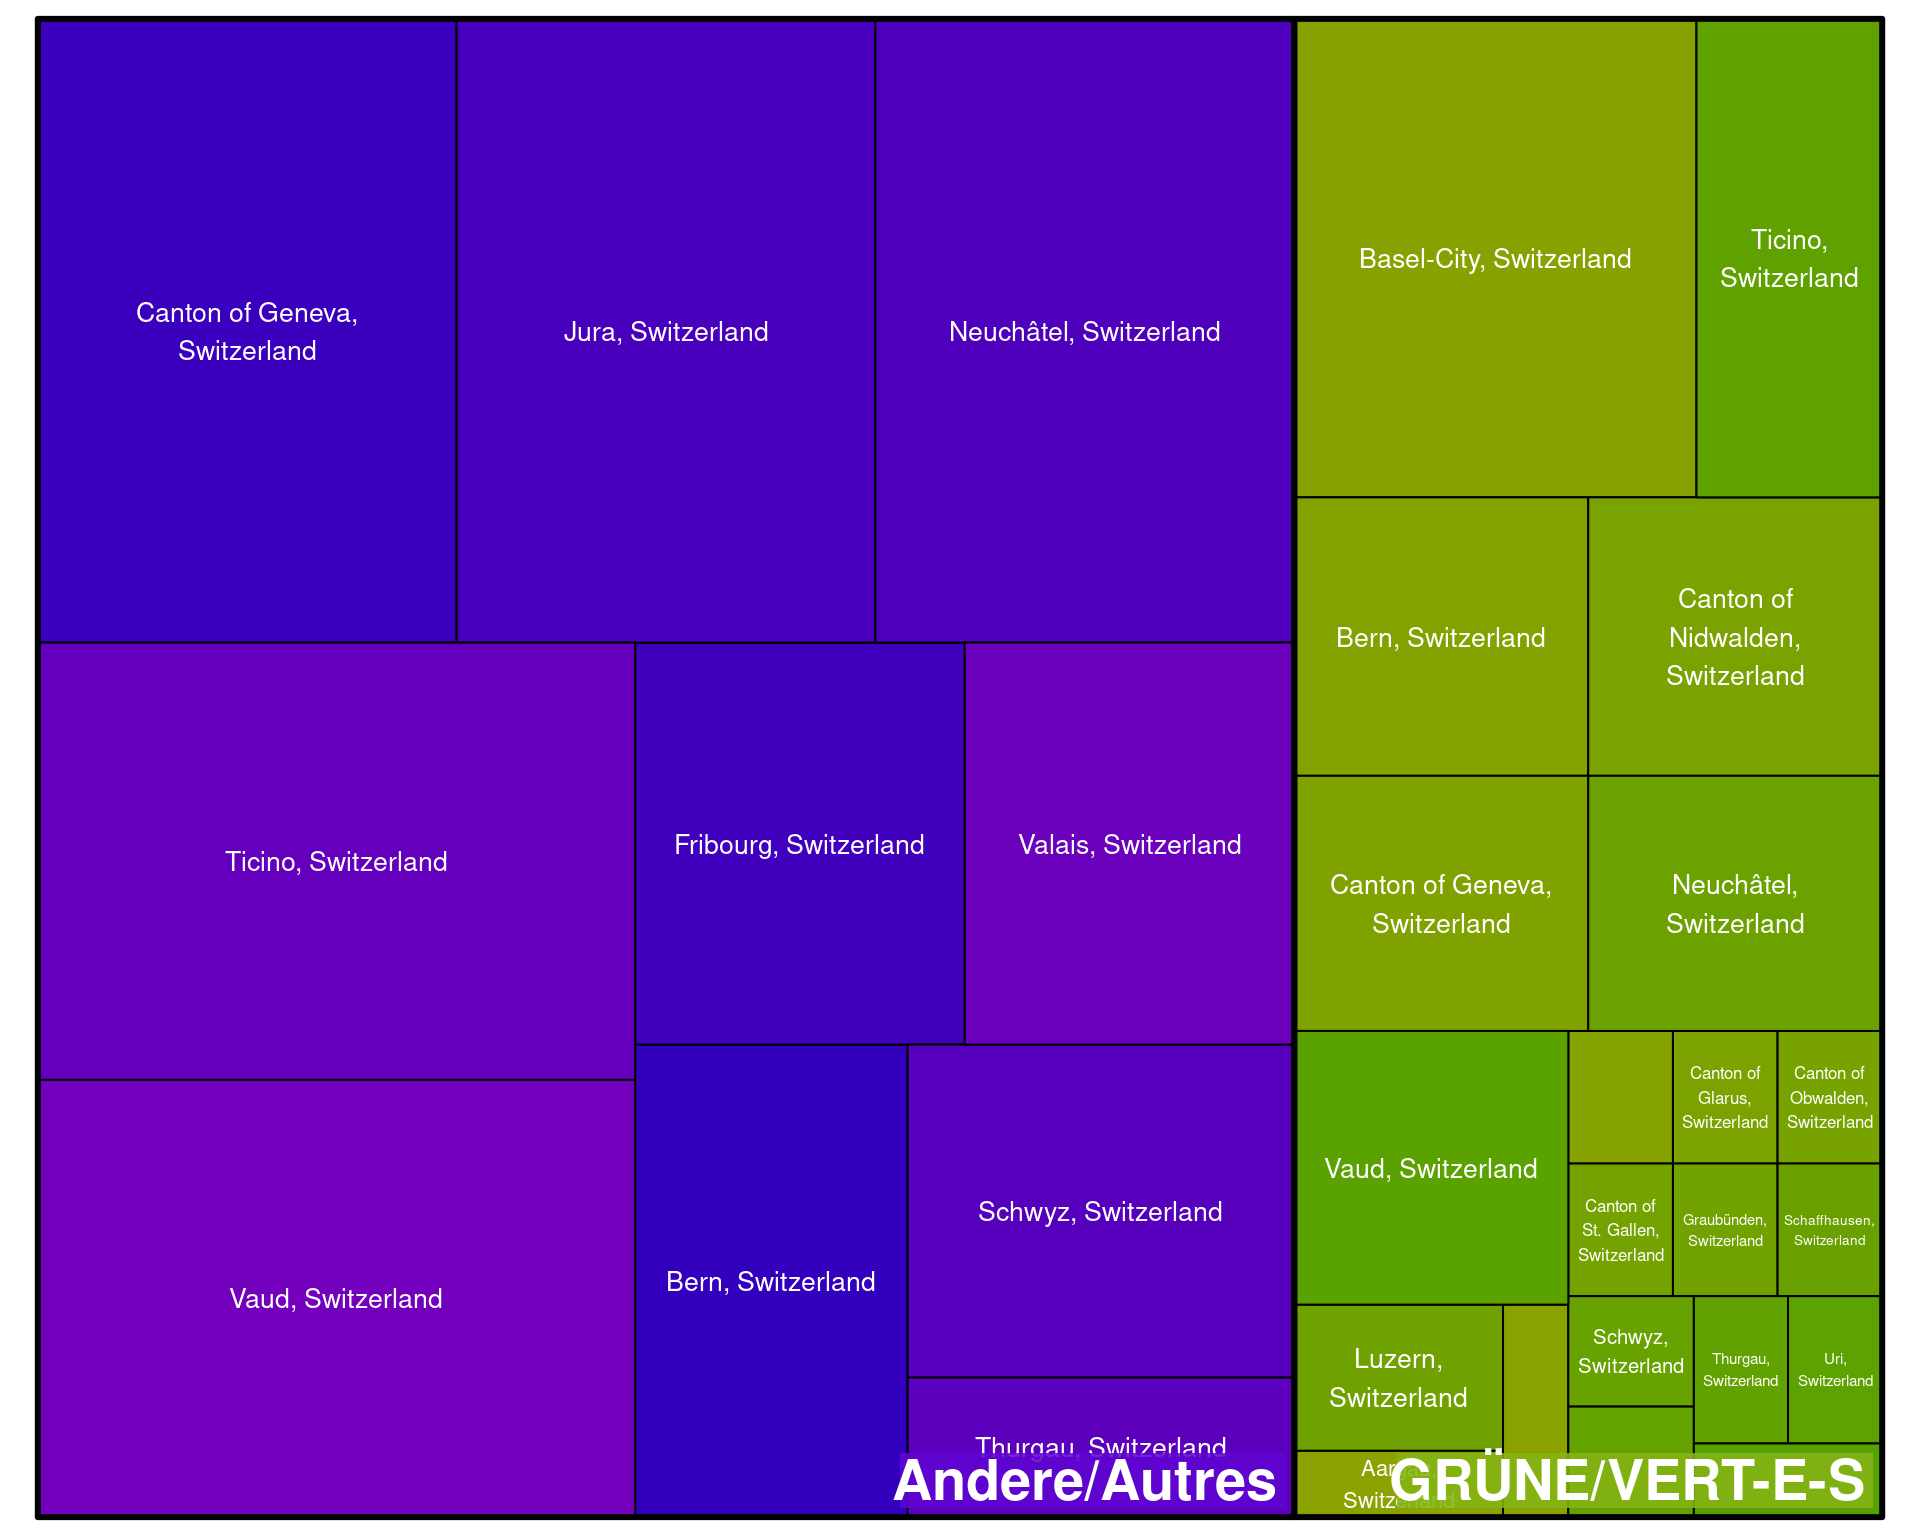 Canton of Geneva,
Switzerland
Jura, Switzerland
Neuchâtel, Switzerland
Ticino, Switzerland
Fribourg, Switzerland
Valais, Switzerland
Vaud, Switzerland
Bern, Switzerland
Schwyz, Switzerland
Thurgau, Switzerland
Andere/Autres
Basel-City, Switzerland
Ticino,
Switzerland
Bern, Switzerland
Canton of
Nidwalden,
Switzerland
Canton of Geneva,
Switzerland
Neuchâtel,
Switzerland
Vaud, Switzerland
Canton of
Glarus,
Switzerland
Canton of
Obwalden,
Switzerland
Canton of
St. Gallen,
Switzerland
Graubünden,
Switzerland
Schaffhausen,
Switzerland
Luzern,
Switzerland
Schwyz,
Switzerland
Thurgau,
Switzerland
Uri,
Switzerland
Aargau,
Switzerland
GRÜNE/VERT-E-S